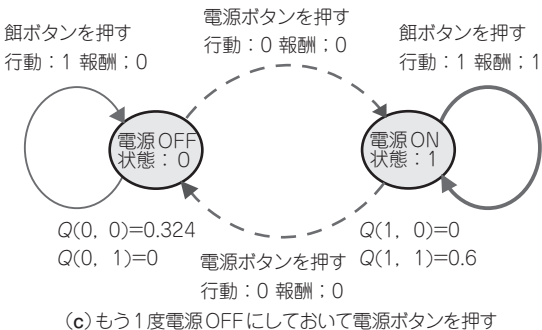 電源ボタンを押す
行動：0 報酬；0
餌ボタンを押す
行動：1 報酬；0
餌ボタンを押す
行動：1 報酬；1
電源OFF
状態：0
電源ON
状態：1
Q(0, 0)=0.324
Q(0, 1)=0
電源ボタンを押す
行動：0 報酬；0
Q(1, 0)=0
Q(1, 1)=0.6
(c)もう1度電源OFFにしておいて電源ボタンを押す